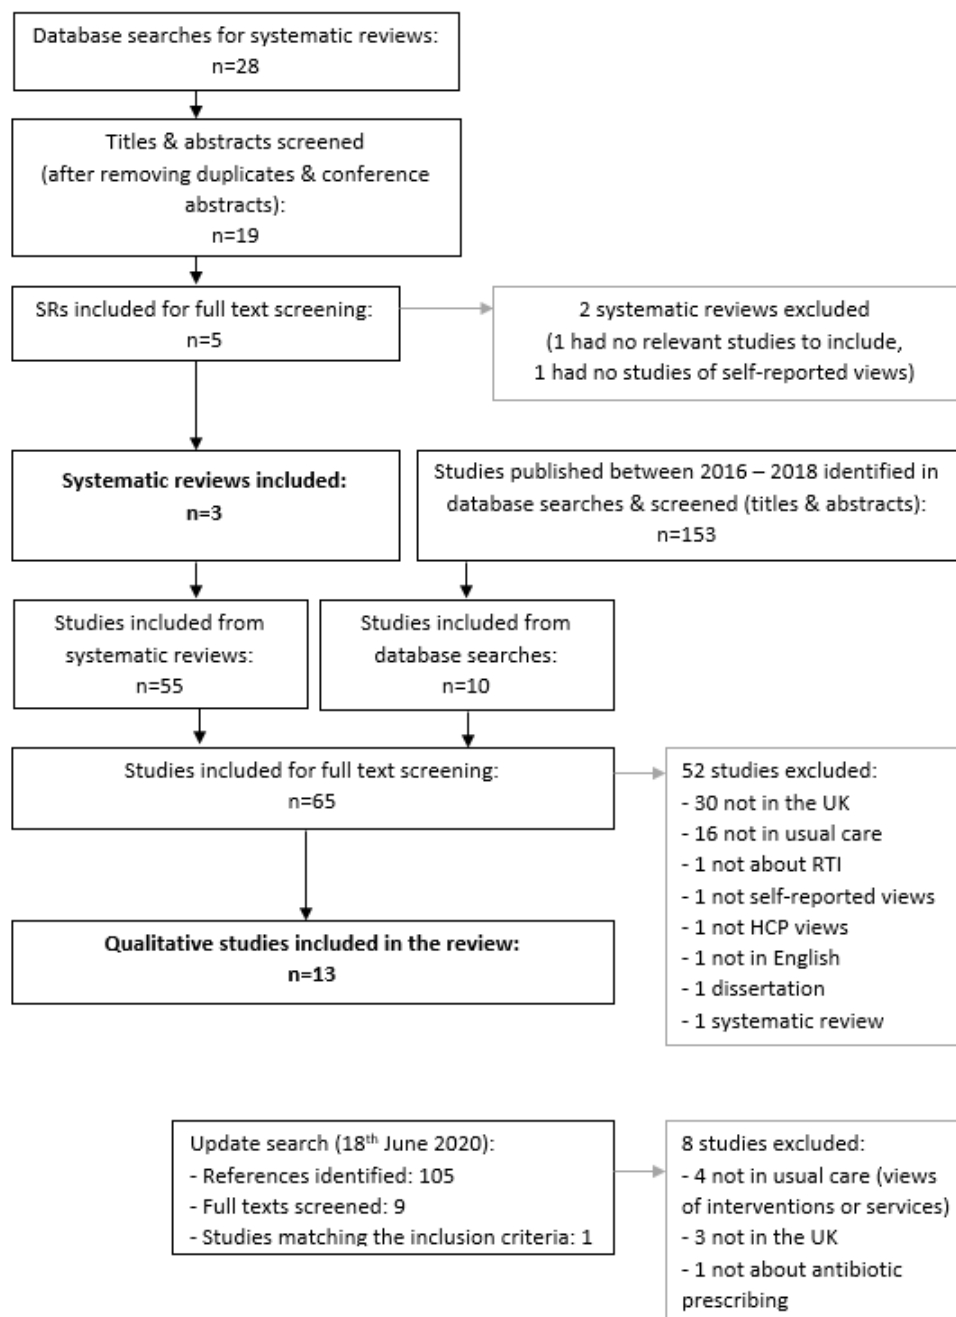 Database searches for systematic reviews:
n=28
Titles & abstracts screened
(after removing duplicates & conference
abstracts):
n=19
SRs included for full text screening:
n=5
2 systematic reviews excluded
(1 had no relevant studies to include,
1 had no studies of self-reported views)
Systematic reviews included:
n=3
Studies published between 2016 – 2018 identified in
database searches & screened (titles & abstracts):
n=153
Studies included from
systematic reviews:
n=55
Studies included from
database searches:
n=10
Studies included for full text screening:
n=65
52 studies excluded:
- 30 not in the UK
- 16 not in usual care
- 1 not about RTI
- 1 not self-reported views
- 1 not HCP views
- 1 not in English
- 1 dissertation
- 1 systematic review
Qualitative studies included in the review:
n=13
Update search (18th June 2020):
- References identified: 105
- Full texts screened: 9
- Studies matching the inclusion criteria: 1
8 studies excluded:
- 4 not in usual care (views
of interventions or services)
- 3 not in the UK
- 1 not about antibiotic
prescribing